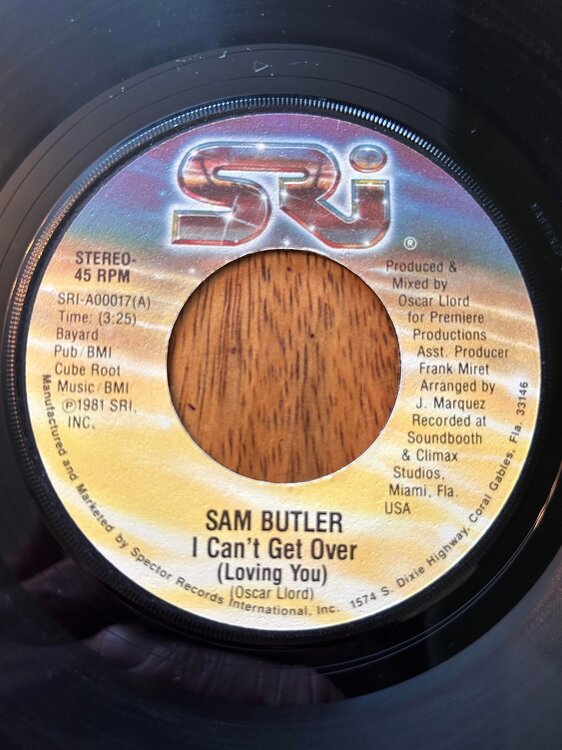 SRi
®
STEREO-
45 RPM
SRI-A00017(A)
Time: (3:25)
Bayard
Pub/BMI
Cube Root
Music/BMI
℗1981 SRI,
INC.
Produced &
Mixed by
Oscar Llord
for Premiere
Productions
Asst. Producer
Frank Miret
Arranged by
J. Marquez
Recorded at
Soundbooth
& Climax
Studios,
Miami, Fla.
USA
SAM BUTLER
I Can't Get Over
(Loving You)
(Oscar Llord)
Manufactured and Marketed by Spector Records International, Inc. 1574 S. Dixie Highway, Coral Gables, Fla. 33146